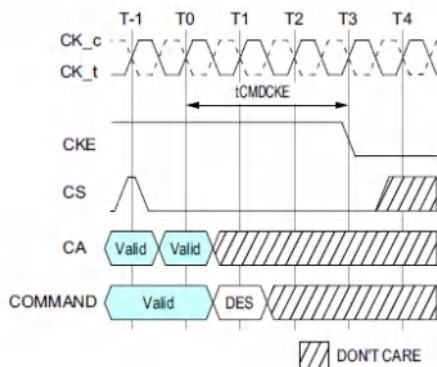 T-1 T0 T1 T2 T3 T4
CK_c
CK_t
tCMDCKE
CKE
CS
CA Valid Valid
COMMAND Valid DES
DON'T CARE